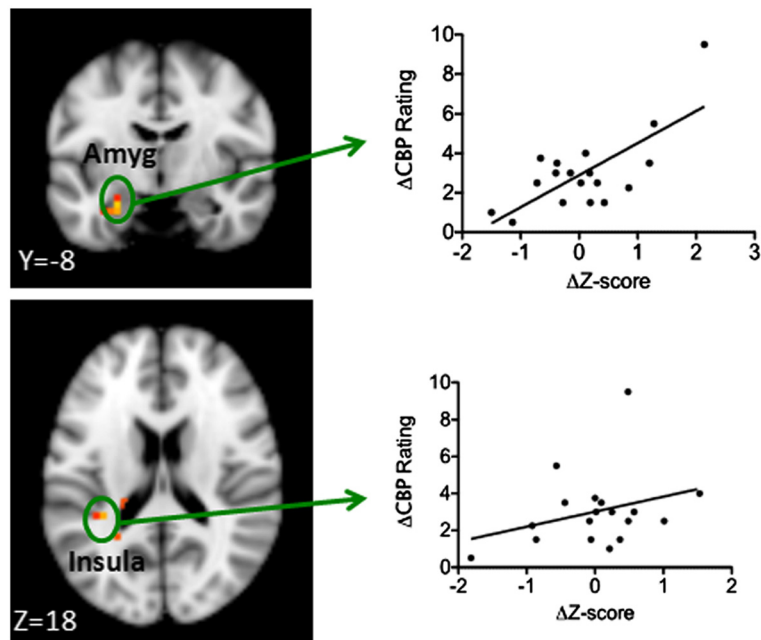 Amyg
Y=-8
10
8
6
4
2
0
ΔCBP Rating
-2 -1 0 1 2 3
ΔZ-score
Insula
Z=18
10
8
6
4
2
0
ΔCBP Rating
-2 -1 0 1 2
ΔZ-score